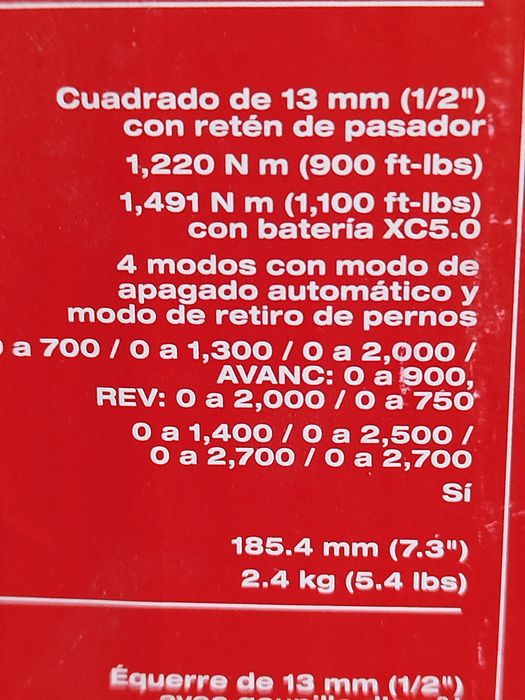 Cuadrado de 13 mm (1/2")
con retén de pasador
1,220 N m (900 ft-lbs)
1,491 N m (1,100 ft-lbs)
con batería XC5.0
4 modos con modo de
apagado automático y
modo de retiro de pernos
a 700 / 0 a 1,300 / 0 a 2,000 /
AVANC: 0 a 900,
REV: 0 a 2,000 / 0 a 750
0 a 1,400 / 0 a 2,500 /
0 a 2,700 / 0 a 2,700
Sí
185.4 mm (7.3")
2.4 kg (5.4 lbs)
Équerre de 13 mm (1/2")